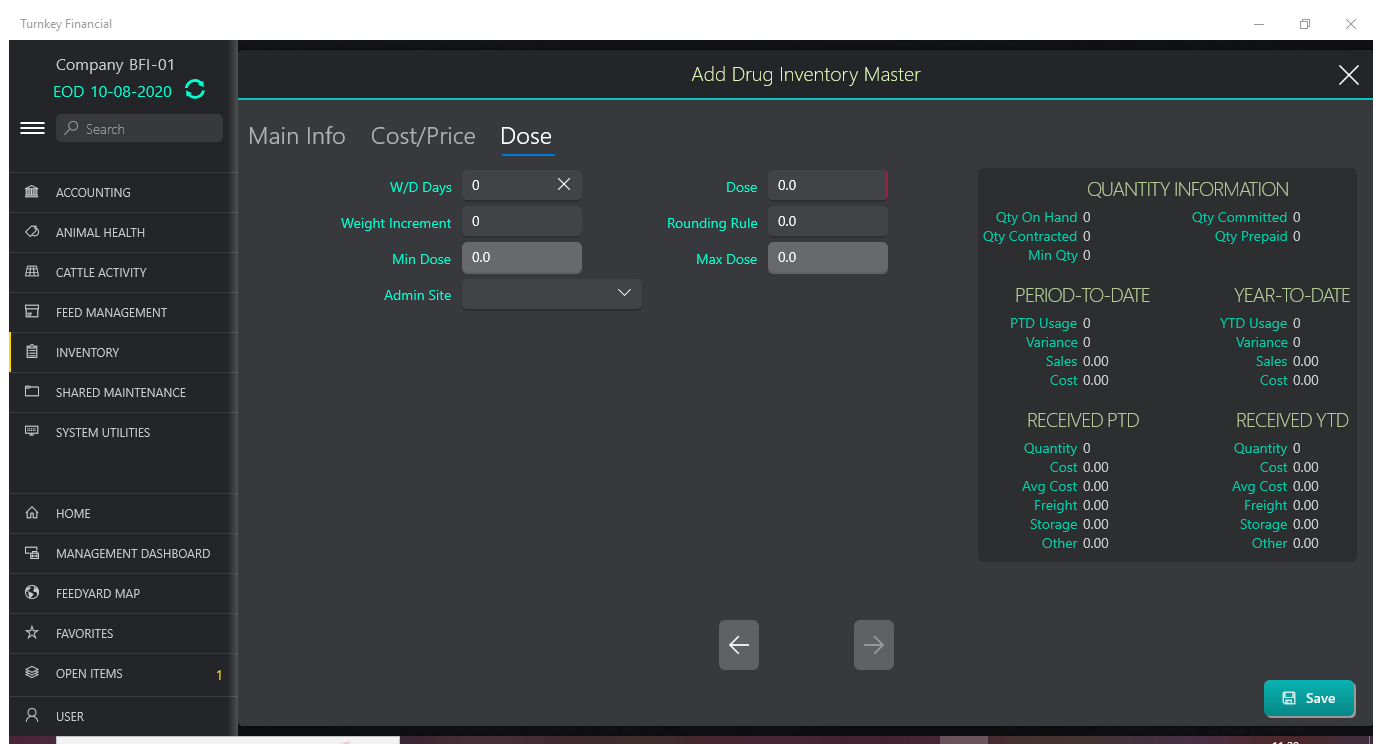 Turnkey Financial
Company BFI-01
EOD 10-08-2020
Search
ACCOUNTING
ANIMAL HEALTH
CATTLE ACTIVITY
FEED MANAGEMENT
INVENTORY
SHARED MAINTENANCE
SYSTEM UTILITIES
HOME
MANAGEMENT DASHBOARD
FEEDYARD MAP
FAVORITES
OPEN ITEMS 1
USER
Add Drug Inventory Master
Main Info Cost/Price Dose
W/D Days 0 Dose 0.0
Weight Increment 0 Rounding Rule 0.0
Min Dose 0.0 Max Dose 0.0
Admin Site
QUANTITY INFORMATION
Qty On Hand 0 Qty Committed 0
Qty Contracted 0 Qty Prepaid 0
Min Qty 0
PERIOD-TO-DATE YEAR-TO-DATE
PTD Usage 0 YTD Usage 0
Variance 0 Variance 0
Sales 0.00 Sales 0.00
Cost 0.00 Cost 0.00
RECEIVED PTD RECEIVED YTD
Quantity 0 Quantity 0
Cost 0.00 Cost 0.00
Avg Cost 0.00 Avg Cost 0.00
Freight 0.00 Freight 0.00
Storage 0.00 Storage 0.00
Other 0.00 Other 0.00
Save